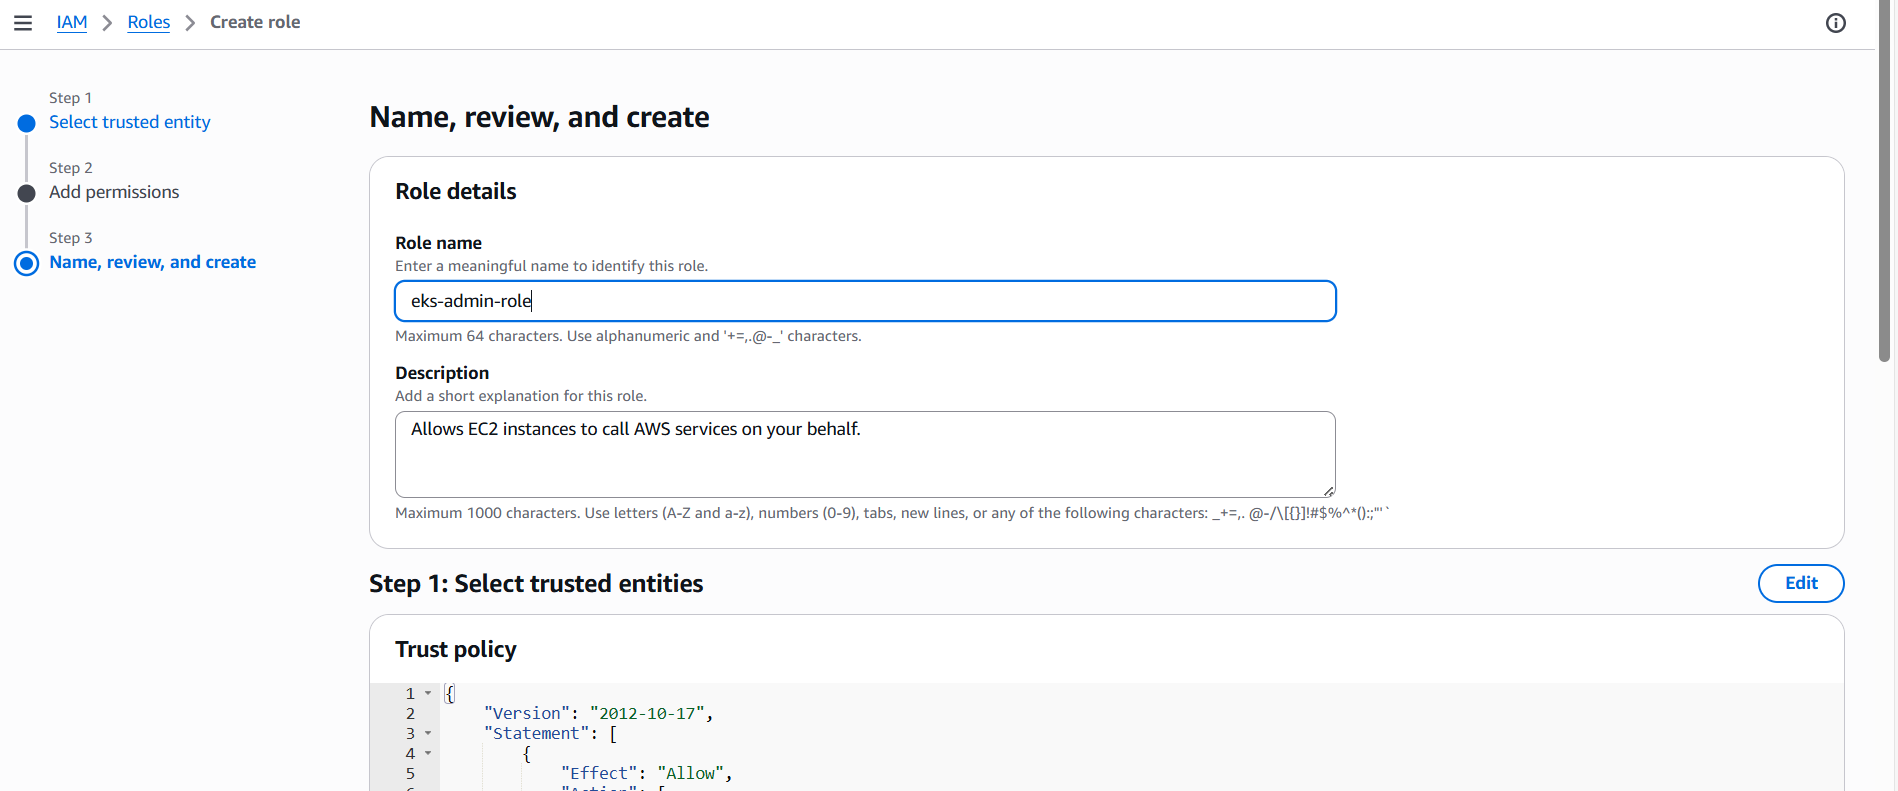 IAM > Roles > Create role
Step 1
Select trusted entity
Step 2
Add permissions
Step 3
Name, review, and create
Name, review, and create
Role details
Role name
Enter a meaningful name to identify this role.
eks-admin-role
Maximum 64 characters. Use alphanumeric and '+=,.@-_' characters.
Description
Add a short explanation for this role.
Allows EC2 instances to call AWS services on your behalf.
Maximum 1000 characters. Use letters (A-Z and a-z), numbers (0-9), tabs, new lines, or any of the following characters: _+=,. @-/\[{}]!#$%^*();:"'`
Step 1: Select trusted entities
Edit
Trust policy
1 {
2 "Version": "2012-10-17",
3 "Statement": [
4 {
5 "Effect": "Allow",
6 "Action": [